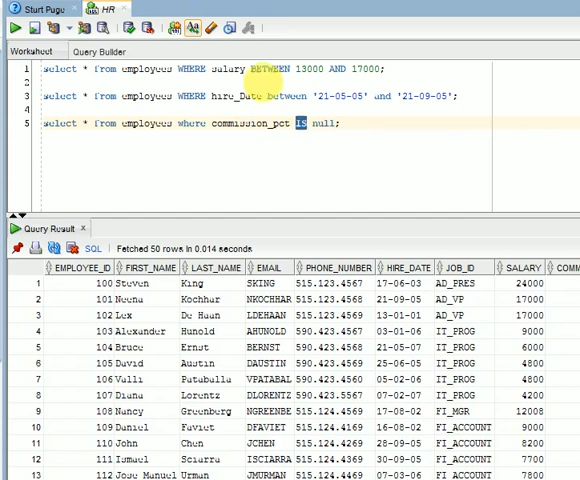 Start Page × HR ×
Worksheet Query Builder
1 select * from employees WHERE salary BETWEEN 13000 AND 17000;
2
3 select * from employees WHERE hire_Date between '21-05-05' and '21-09-05';
4
5 select * from employees where commission_pct IS null;
Query Result ×
SQL Fetched 50 rows in 0.014 seconds
EMPLOYEE_ID FIRST_NAME LAST_NAME EMAIL PHONE_NUMBER HIRE_DATE JOB_ID SALARY COMM
1 100 Steven King SKING 515.123.4567 17-06-03 AD_PRES 24000
2 101 Neena Kochhar NKOCHHAR 515.123.4568 21-09-05 AD_VP 17000
3 102 Lex De Haan LDEHAAN 515.123.4569 13-01-01 AD_VP 17000
4 103 Alexander Hunold AHUNOLD 590.423.4567 03-01-06 IT_PROG 9000
5 104 Bruce Ernst BERNST 590.423.4568 21-05-07 IT_PROG 6000
6 105 David Austin DAUSTIN 590.423.4569 25-06-05 IT_PROG 4800
7 106 Valli Pataballa VPATABAL 590.423.4560 05-02-06 IT_PROG 4800
8 107 Diana Lorentz DLORENTZ 590.423.5567 07-02-07 IT_PROG 4200
9 108 Nancy Greenberg NGREENBE 515.124.4569 17-08-02 FI_MGR 12008
10 109 Daniel Faviet DFAVIET 515.124.4169 16-08-02 FI_ACCOUNT 9000
11 110 John Chen JCHEN 515.124.4269 28-09-05 FI_ACCOUNT 8200
12 111 Ismael Sciarra ISCIARRA 515.124.4369 30-09-05 FI_ACCOUNT 7700
13 112 Jose Manuel Urman JMURMAN 515.124.4469 07-03-06 FI_ACCOUNT 7800